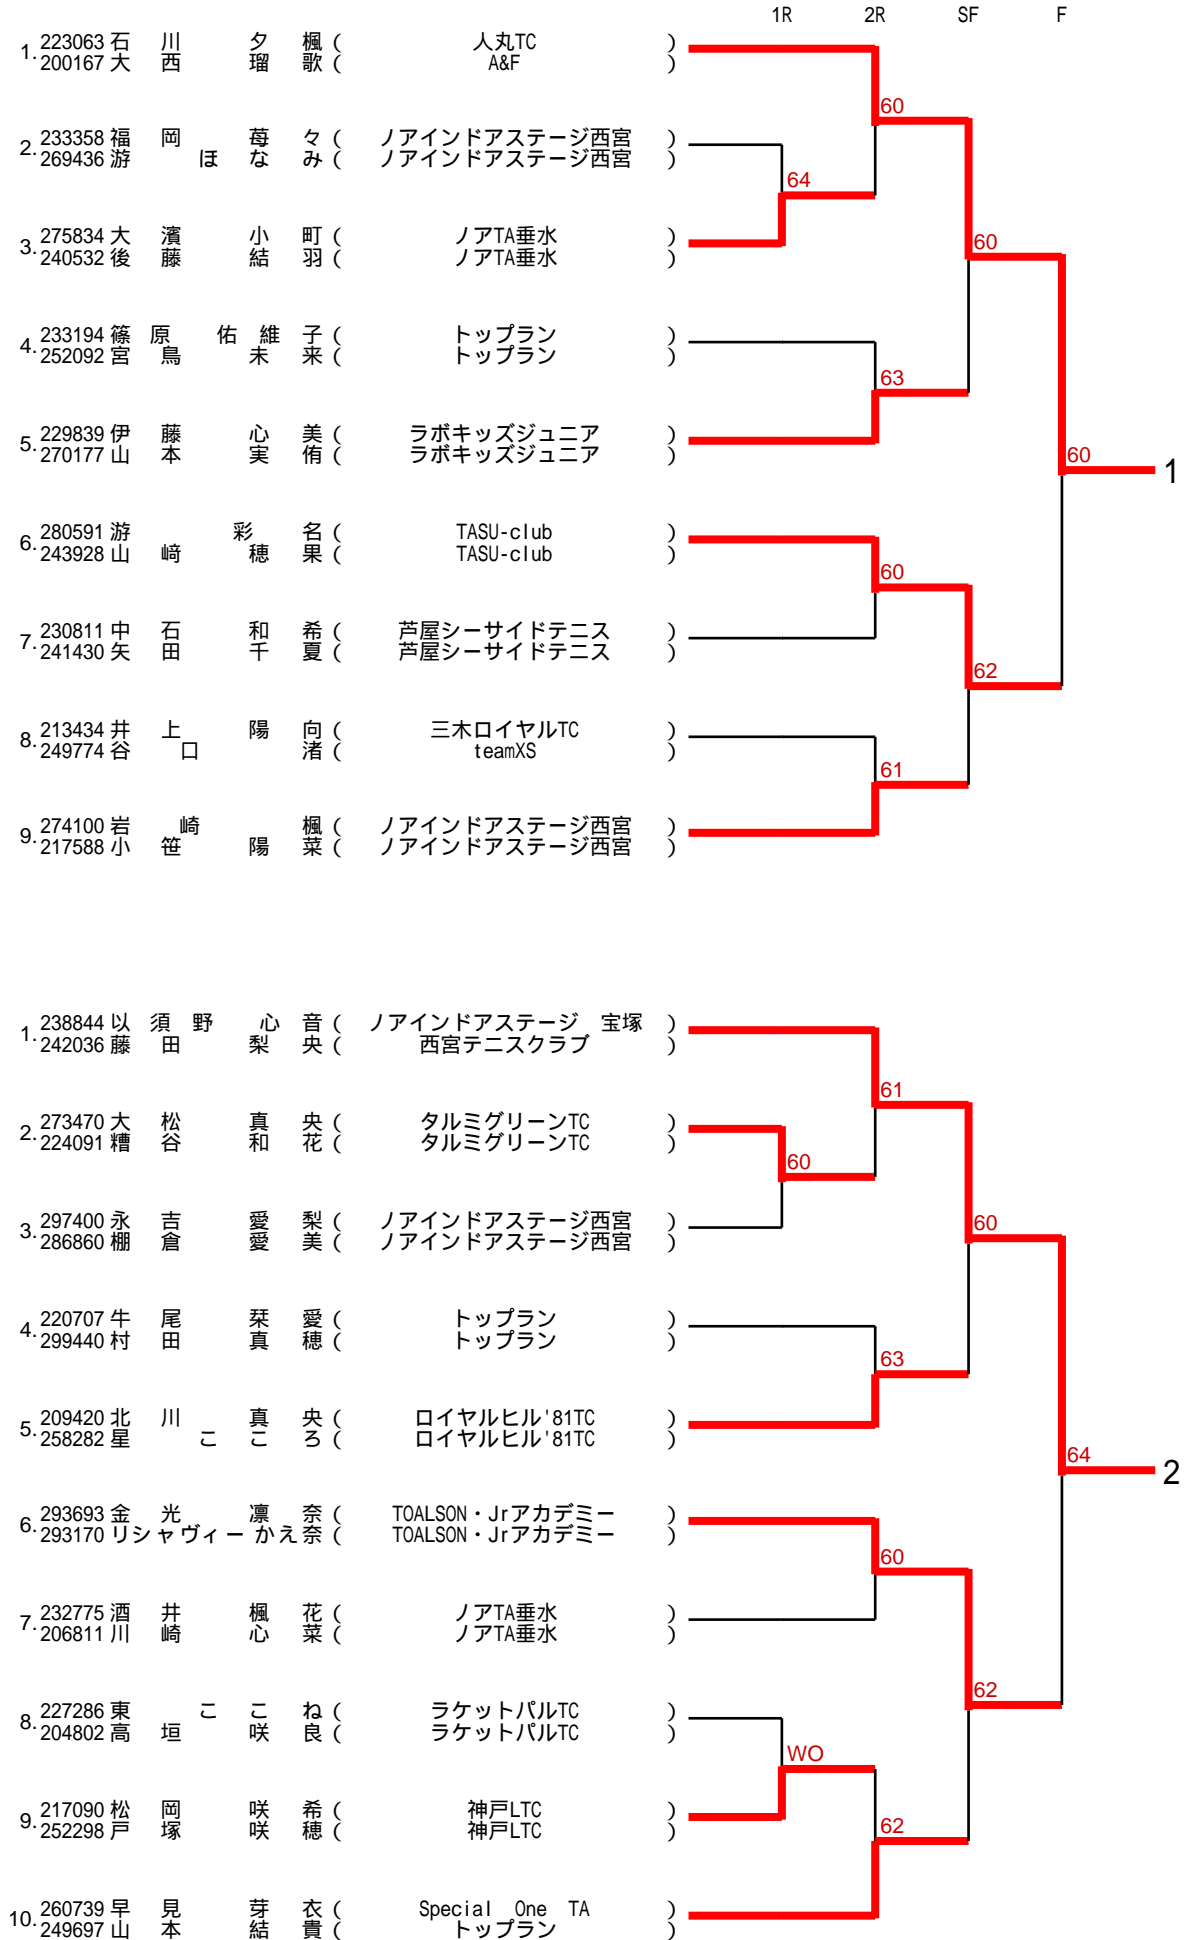 1R 2R SF F
1. 223063 石川 夕楓 ( 人丸TC )
200167 大西 瑠歌 ( A&F )
60
2. 233358 福岡 苺々 ( ノアインドアステージ西宮 )
269436 游 ほなみ ( ノアインドアステージ西宮 )
64
3. 275834 大濱 小町 ( ノアTA垂水 )
240532 後藤 結羽 ( ノアTA垂水 )
60
4. 233194 篠原 佑維子 ( トップラン )
252092 宮鳥 未来 ( トップラン )
63
5. 229839 伊藤 心美 ( ラボキッズジュニア )
270177 山本 実侑 ( ラボキッズジュニア )
60 1
6. 280591 游 彩名 ( TASU-club )
243928 山﨑 穂果 ( TASU-club )
60
7. 230811 中石 和希 ( 芦屋シーサイドテニス )
241430 矢田 千夏 ( 芦屋シーサイドテニス )
62
8. 213434 井上 陽向 ( 三木ロイヤルTC )
249774 谷口 渚 ( teamXS )
61
9. 274100 岩崎 楓 ( ノアインドアステージ西宮 )
217588 小笹 陽菜 ( ノアインドアステージ西宮 )
1. 238844 以須野 心音 ( ノアインドアステージ 宝塚 )
242036 藤田 梨央 ( 西宮テニスクラブ )
61
2. 273470 大松 真央 ( タルミグリーンTC )
224091 糟谷 和花 ( タルミグリーンTC )
60
3. 297400 永吉 愛梨 ( ノアインドアステージ西宮 )
286860 棚倉 愛美 ( ノアインドアステージ西宮 )
60
4. 220707 牛尾 栞愛 ( トップラン )
299440 村田 真穂 ( トップラン )
63
5. 209420 北川 真央 ( ロイヤルヒル'81TC )
258282 星 こころ ( ロイヤルヒル'81TC )
64 2
6. 293693 金光 凛奈 ( TOALSON・Jrアカデミー )
293170 リシャヴィー かえ奈 ( TOALSON・Jrアカデミー )
60
7. 232775 酒井 楓花 ( ノアTA垂水 )
206811 川崎 心菜 ( ノアTA垂水 )
62
8. 227286 東 ここね ( ラケットパルTC )
204802 高垣 咲良 ( ラケットパルTC )
WO
9. 217090 松岡 咲希 ( 神戸LTC )
252298 戸塚 咲穂 ( 神戸LTC )
62
10. 260739 早見 芽衣 ( Special One TA )
249697 山本 結貴 ( トップラン )